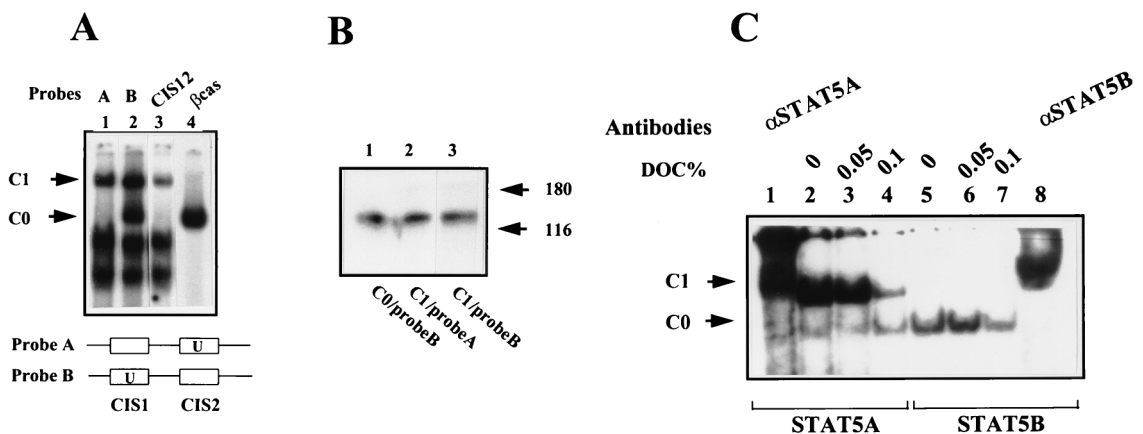 A
Probes A B CIS12 βcas
1 2 3 4
C1
C0
Probe A U
Probe B U
CIS1 CIS2
B
1 2 3
180
116
C0/probeB C1/probeA C1/probeB
C
αSTAT5A αSTAT5B
Antibodies
DOC% 0 0.05 0.1 0 0.05 0.1
1 2 3 4 5 6 7 8
C1
C0
STAT5A STAT5B